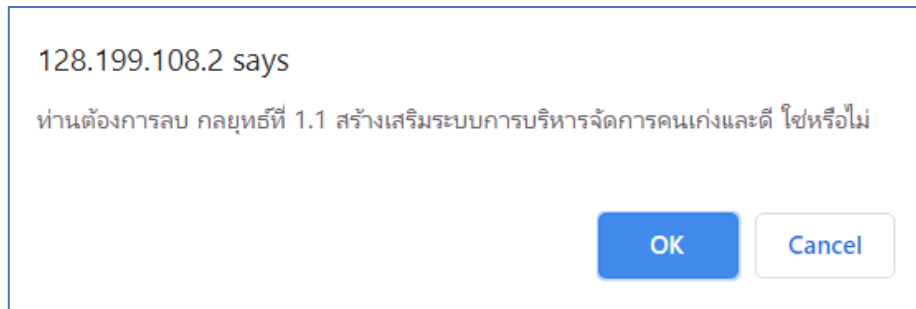 128.199.108.2 says
ท่านต้องการลบ กลยุทธ์ที่ 1.1 สร้างเสริมระบบการบริหารจัดการคนเก่งและดี ใช่หรือไม่
OK
Cancel